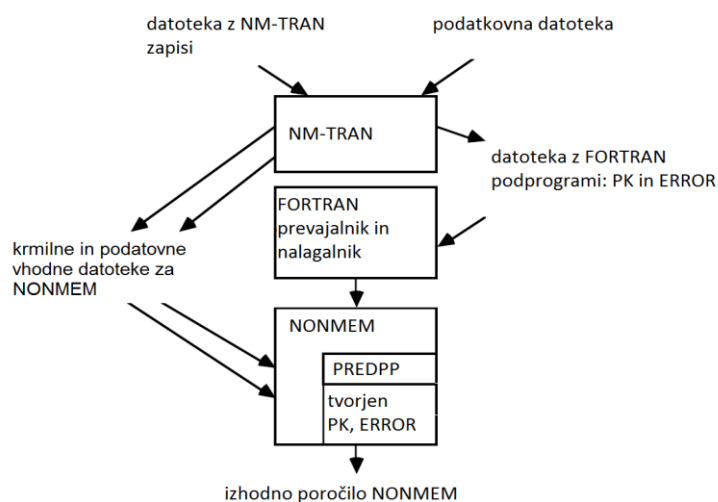 datoteka z NM-TRAN
zapisi
podatkovna datoteka
NM-TRAN
datoteka z FORTRAN
podprogrami: PK in ERROR
FORTRAN
prevajalnik in
nalagalnik
krmilne in podatovne
vhodne datoteke za
NONMEM
NONMEM
PREDPP
tvorjen
PK, ERROR
izhodno poročilo NONMEM